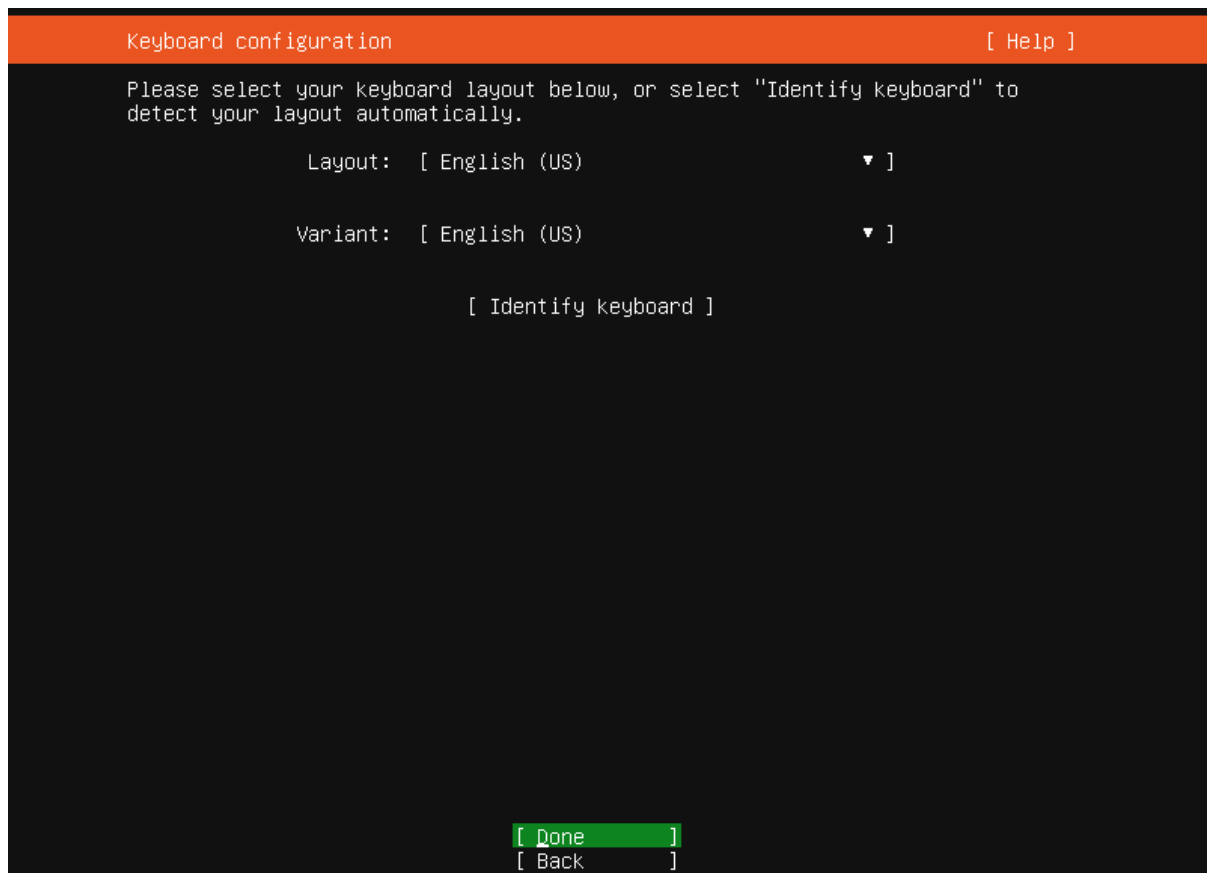 Keyboard configuration [ Help ]
Please select your keyboard layout below, or select "Identify keyboard" to
detect your layout automatically.
Layout: [ English (US) ▾ ]
Variant: [ English (US) ▾ ]
[ Identify keyboard ]
[ Done ]
[ Back ]